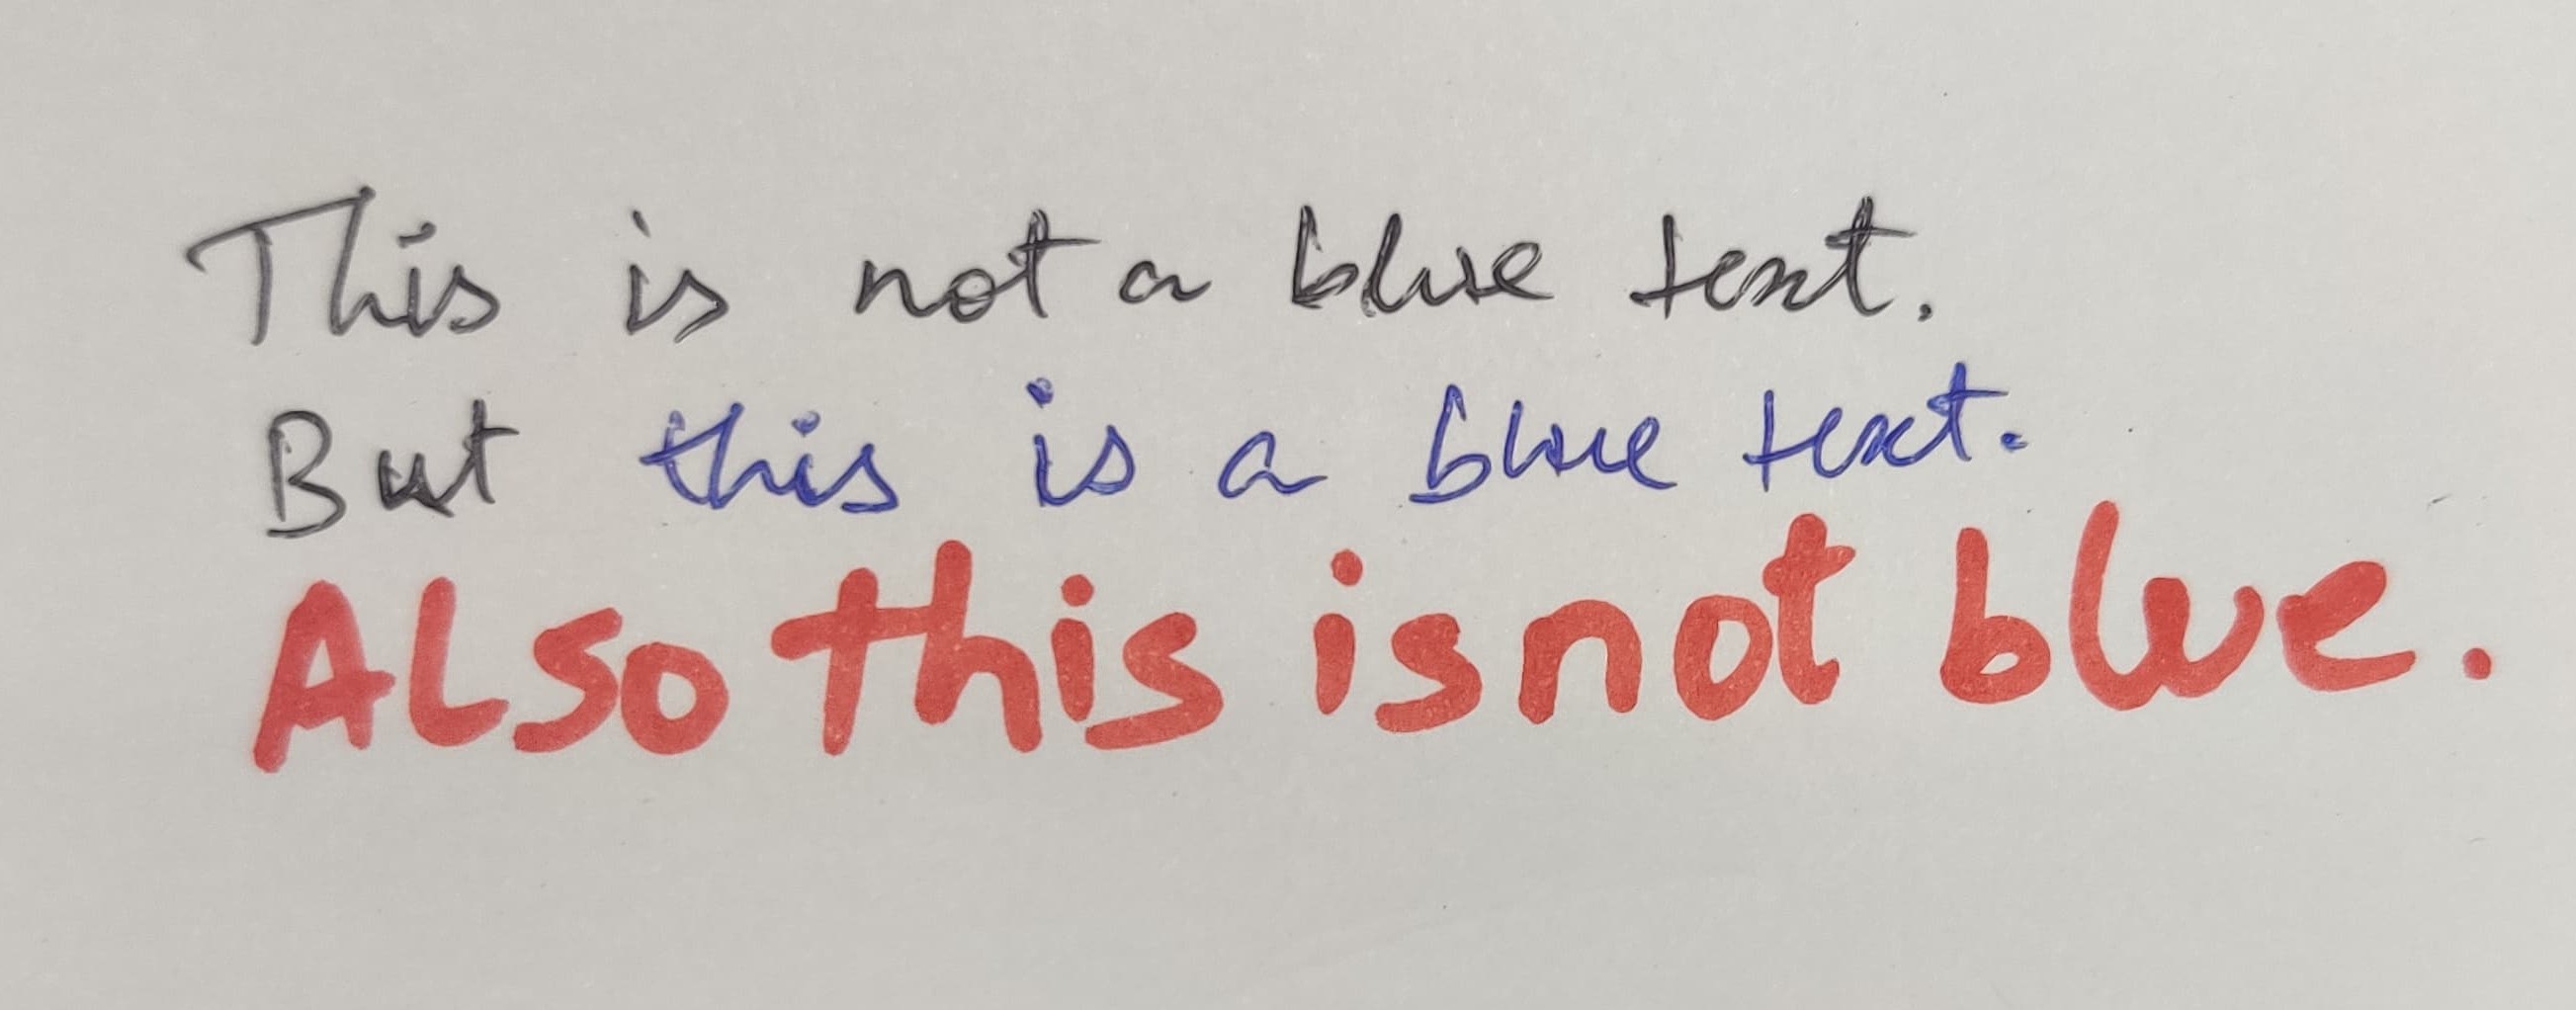 This is not a blue text.
But this is a blue text.
ALso this is not blue.